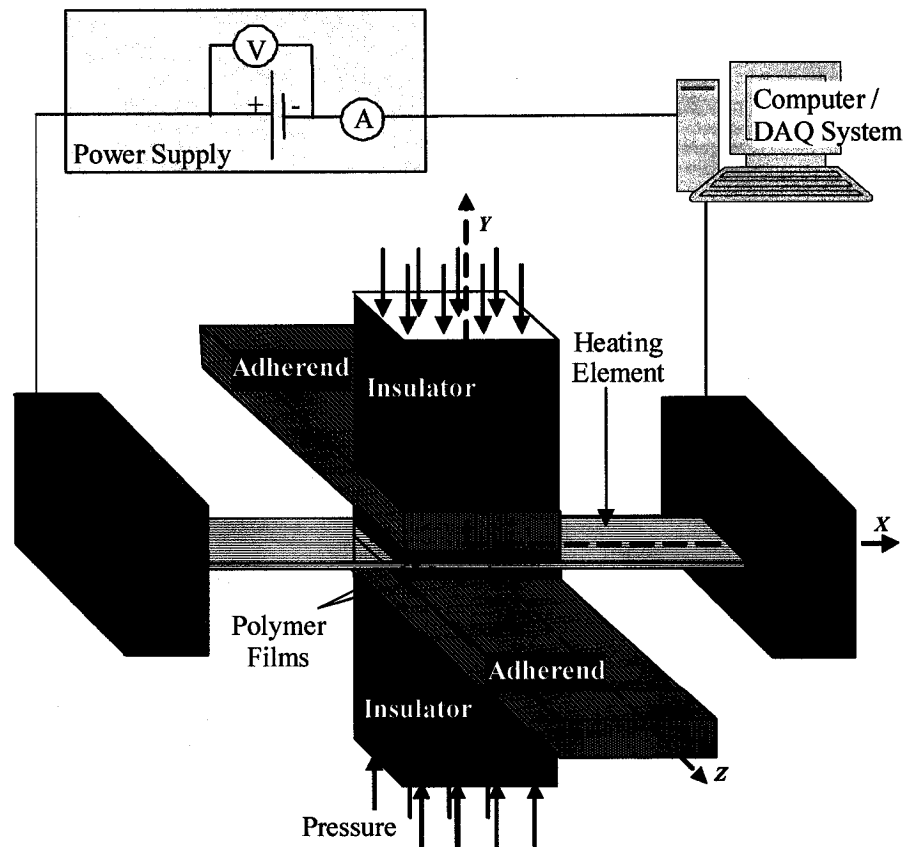 V
+ -
A
Power Supply
Computer /
DAQ System
Y
Adherend
Insulator
Heating
Element
X
Polymer
Films
Adherend
Insulator
Z
Pressure